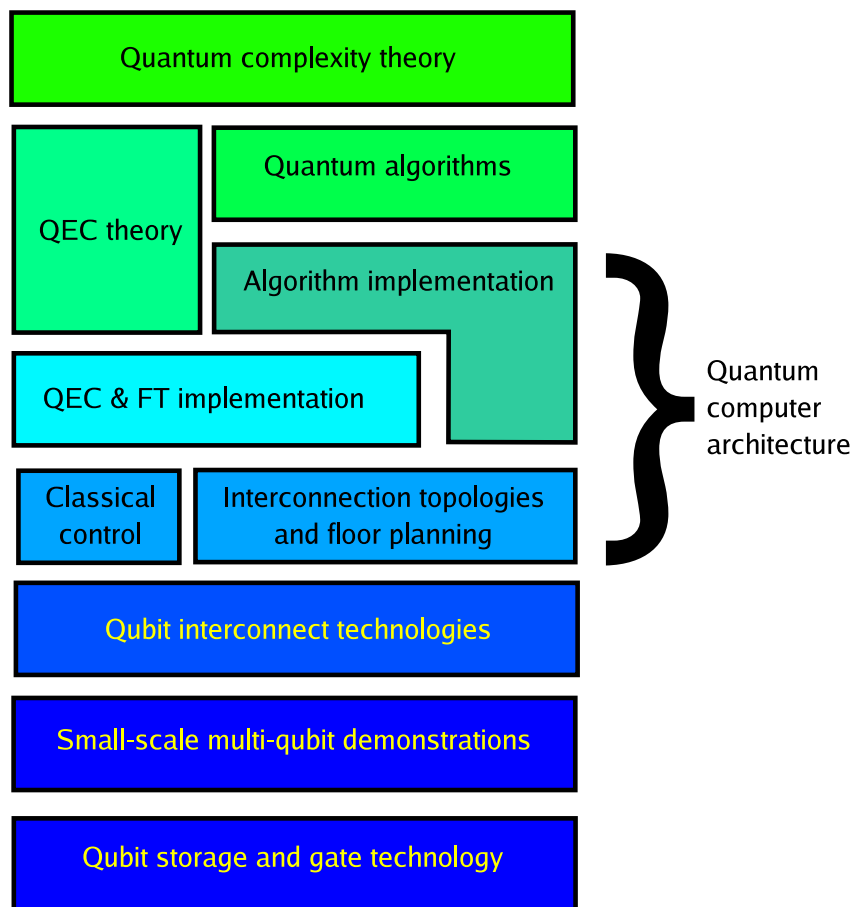 Quantum complexity theory
Quantum algorithms
QEC theory
Algorithm implementation
QEC & FT implementation
Quantum
computer
architecture
Classical
control
Interconnection topologies
and floor planning
Qubit interconnect technologies
Small-scale multi-qubit demonstrations
Qubit storage and gate technology